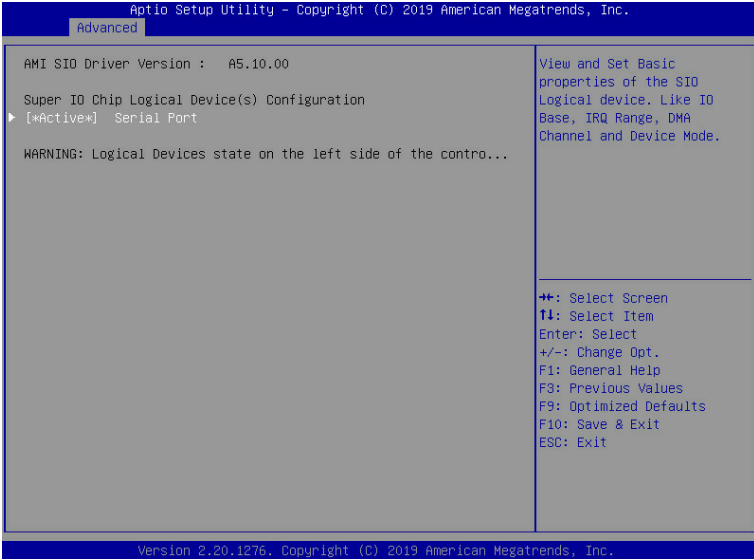 Aptio Setup Utility – Copyright (C) 2019 American Megatrends, Inc.
Advanced
AMI SIO Driver Version : A5.10.00
Super IO Chip Logical Device(s) Configuration
▶ [*Active*] Serial Port
WARNING: Logical Devices state on the left side of the contro...
View and Set Basic
properties of the SIO
Logical device. Like IO
Base, IRQ Range, DMA
Channel and Device Mode.
→←: Select Screen
↑↓: Select Item
Enter: Select
+/-: Change Opt.
F1: General Help
F3: Previous Values
F9: Optimized Defaults
F10: Save & Exit
ESC: Exit
Version 2.20.1276. Copyright (C) 2019 American Megatrends, Inc.